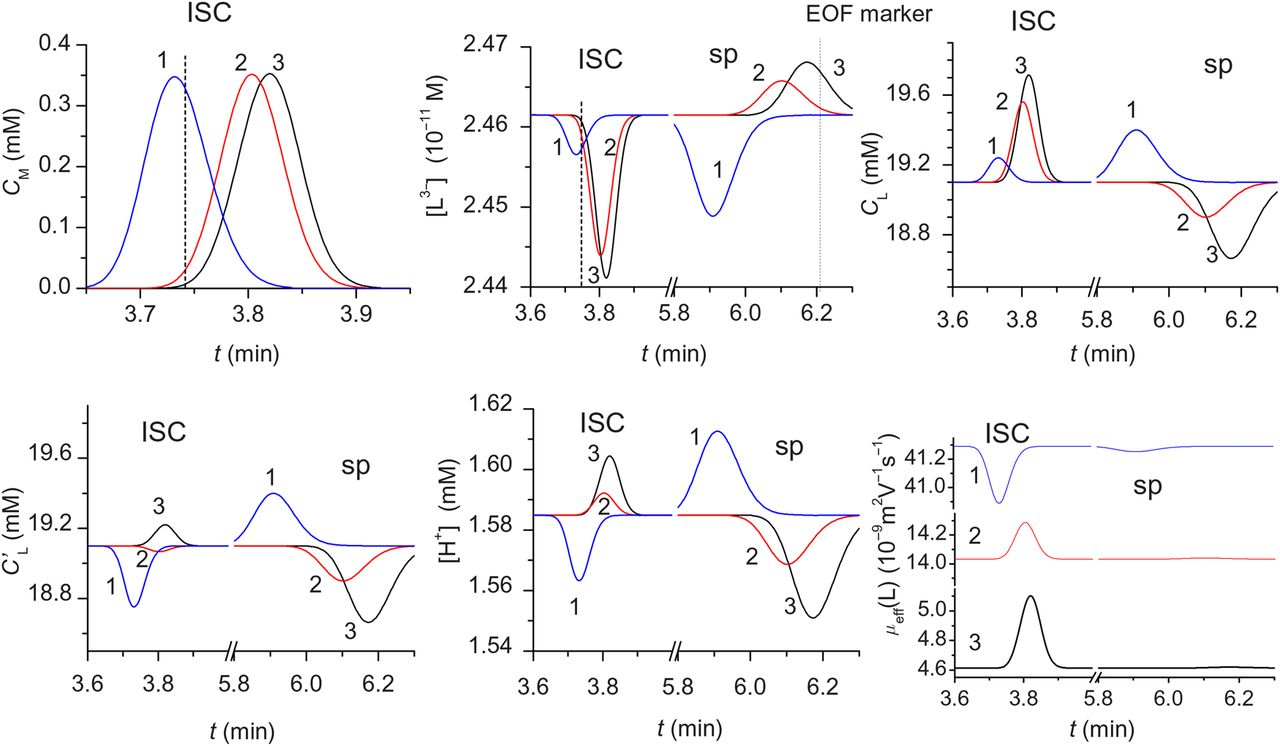 ISC
C_M (mM)
0.4
0.3
0.2
0.1
0.0
1
2
3
3.7 3.8 3.9
t (min)
EOF marker
ISC
sp
[L³⁻] (10⁻¹¹ M)
2.47
2.46
2.45
2.44
1
2
3
1
2
3
3.6 3.8 5.8 6.0 6.2
t (min)
ISC
sp
C_L (mM)
19.6
19.2
18.8
1
2
3
1
2
3
3.6 3.8 5.8 6.0 6.2
t (min)
ISC
sp
C'_L (mM)
19.6
19.2
18.8
1
2
3
1
2
3
3.6 3.8 5.8 6.0 6.2
t (min)
ISC
sp
[H⁺] (mM)
1.62
1.60
1.58
1.56
1.54
1
2
3
1
2
3
3.6 3.8 5.8 6.0 6.2
t (min)
ISC
sp
μ_eff(L) (10⁻⁹ m²V⁻¹s⁻¹)
41.2
41.0
14.2
14.0
5.0
4.8
4.6
1
2
3
3.6 3.8 5.8 6.0 6.2
t (min)